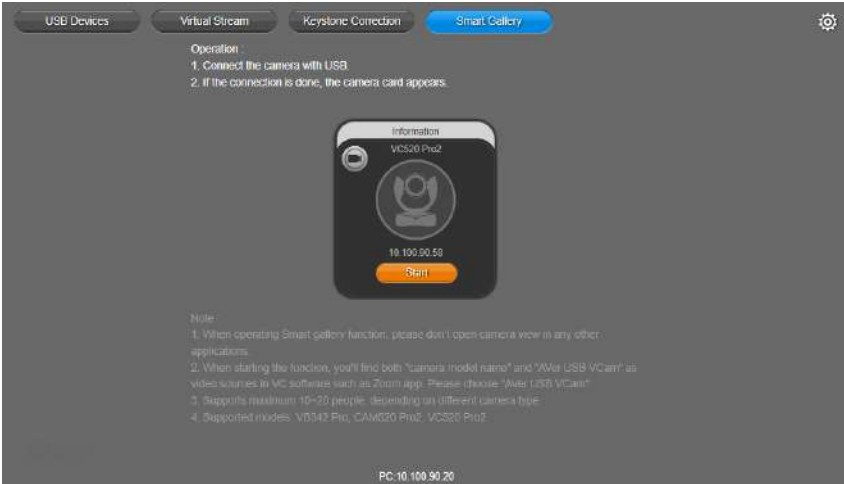 USB Devices
Virtual Stream
Keystone Correction
Smart Gallery
Operation :
1. Connect the camera with USB.
2. If the connection is done, the camera card appears.
Information
VC520 Pro2
10.100.90.58
Start
Note :
1. When operating Smart gallery function, please don't open camera view in any other
applications.
2. When starting the function, you'll find both "camera model name" and "AVer USB VCam" as
video sources in VC software such as Zoom app. Please choose "AVer USB VCam"
3. Supports maximum 10~20 people, depending on different camera type.
4. Supported models: VB342 Pro, CAM520 Pro2, VC520 Pro2
PC:10.100.90.20